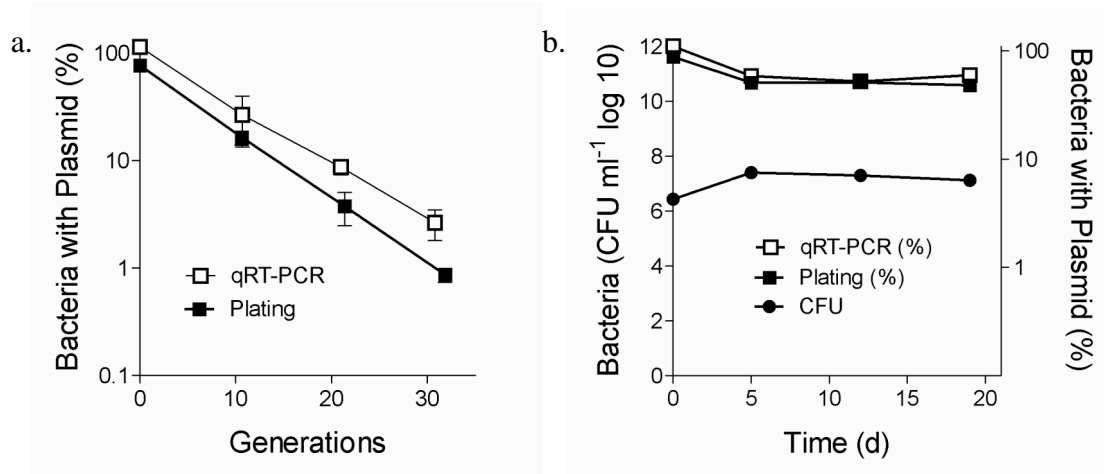 a.
Bacteria with Plasmid (%)
100
10
1
0.1
0
10
20
30
Generations
qRT-PCR
Plating
b.
Bacteria (CFU ml⁻¹ log 10)
12
10
8
6
4
2
0
0
5
10
15
20
Time (d)
qRT-PCR (%)
Plating (%)
CFU
100
10
1
Bacteria with Plasmid (%)